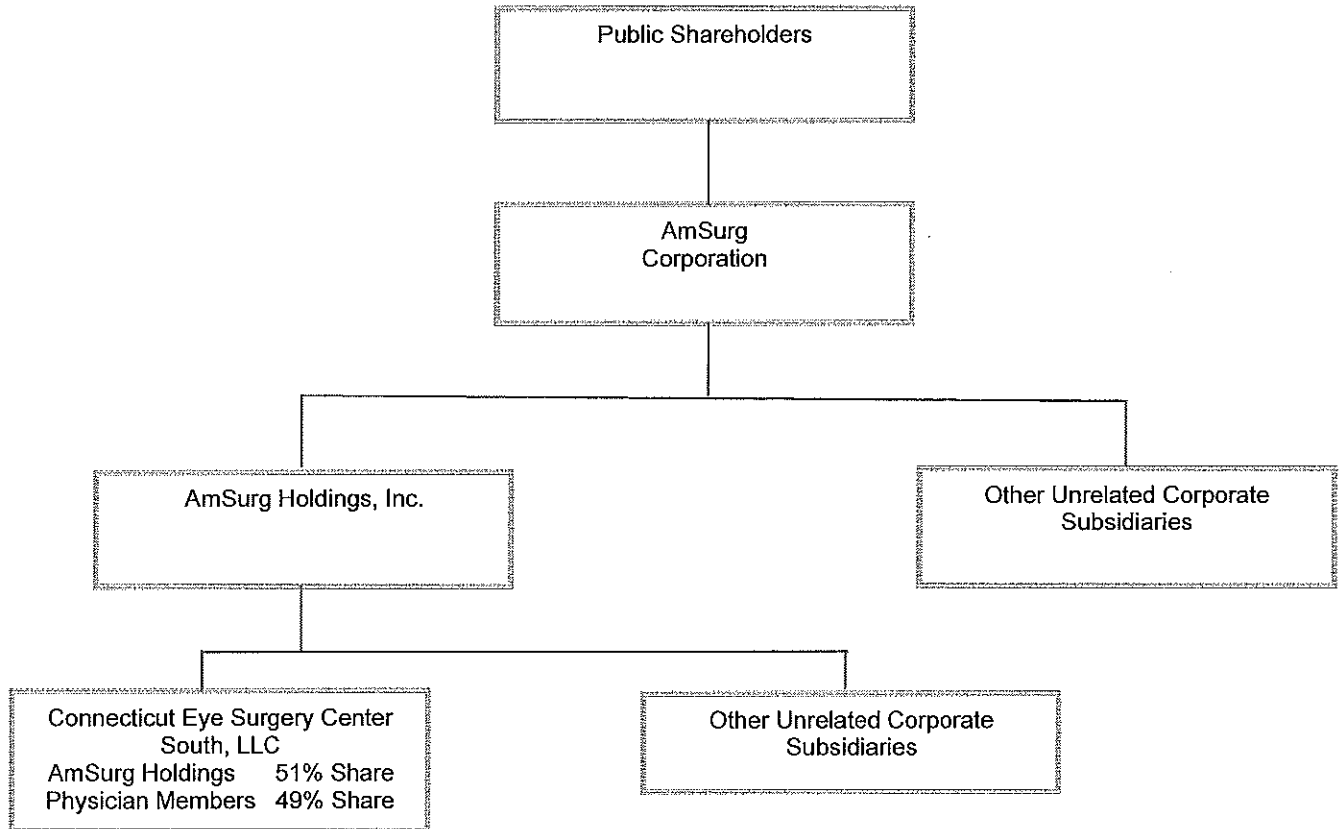 Public Shareholders
AmSurg
Corporation
AmSurg Holdings, Inc.
Other Unrelated Corporate
Subsidiaries
Connecticut Eye Surgery Center
South, LLC
AmSurg Holdings 51% Share
Physician Members 49% Share
Other Unrelated Corporate
Subsidiaries